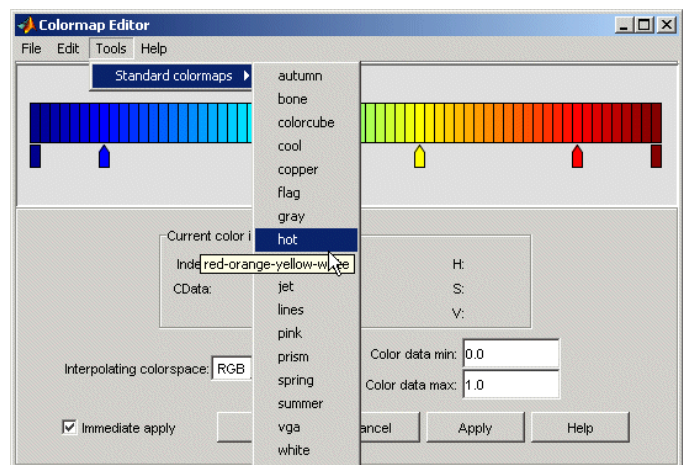 Colormap Editor
File Edit Tools Help
Standard colormaps
autumn
bone
colorcube
cool
copper
flag
gray
hot
red-orange-yellow-w
jet
lines
pink
prism
spring
summer
vga
white
Current color i
Inde
CData:
H:
S:
V:
Interpolating colorspace: RGB
Color data min: 0.0
Color data max: 1.0
Immediate apply
ancel
Apply
Help